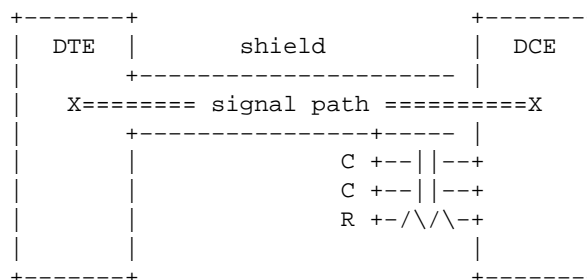 +-------+                       +-------
|  DTE  |       shield          |  DCE
|       +---------------------- |
|   X======== signal path ==========X
|       +----------------+----- |
|       |              C +--||--+
|       |              C +--||--+
|       |              R +-/\/\-+
|       |                       |
+-------+                       +-------